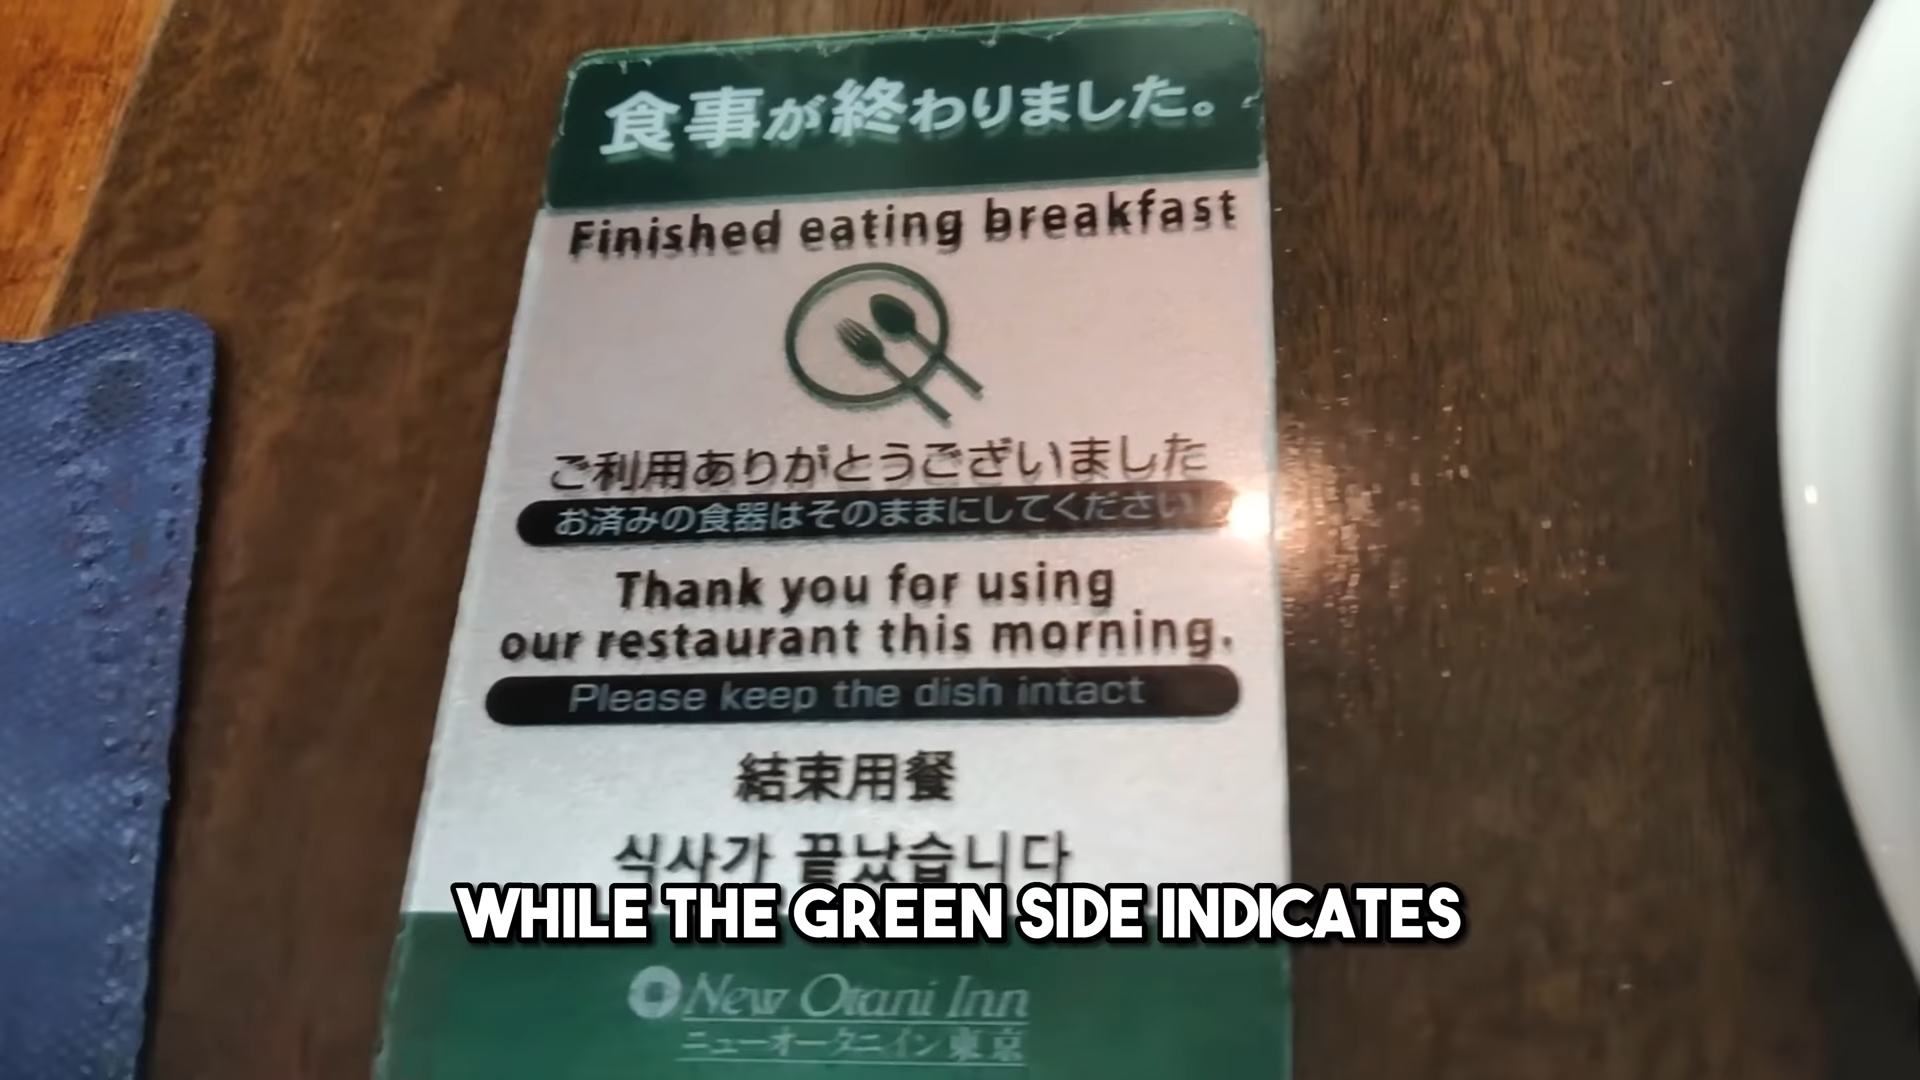 食事が終わりました。
Finished eating breakfast
ご利用ありがとうございました
お済みの食器はそのままにしてください
Thank you for using
our restaurant this morning.
Please keep the dish intact
結束用餐
식사가 끝났습니다
WHILE THE GREEN SIDE INDICATES
New Otani Inn
ニューオータニイン東京